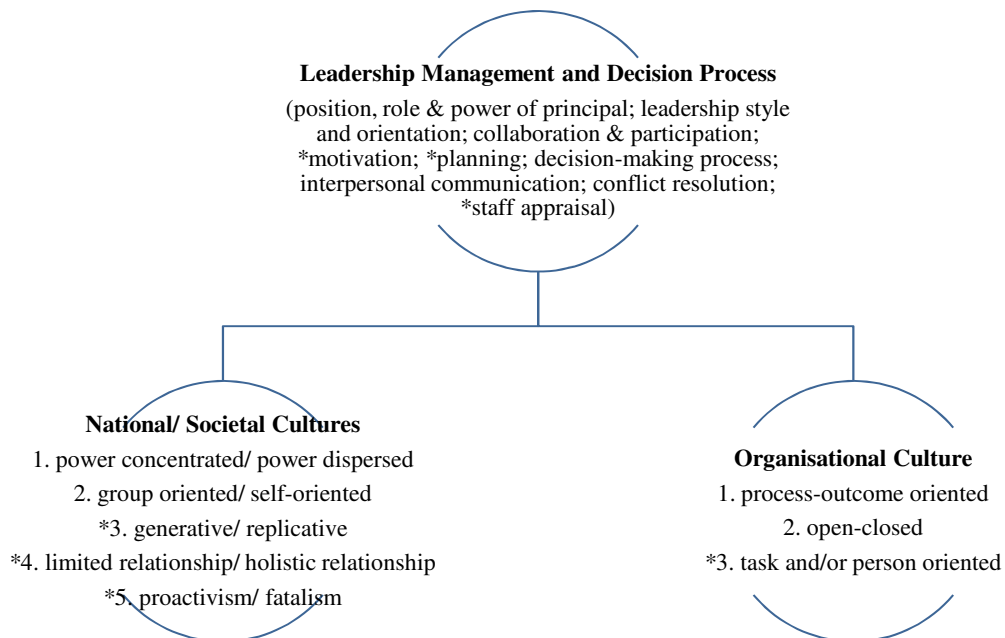 Leadership Management and Decision Process
(position, role & power of principal; leadership style
and orientation; collaboration & participation;
*motivation; *planning; decision-making process;
interpersonal communication; conflict resolution;
*staff appraisal)
National/ Societal Cultures
1. power concentrated/ power dispersed
2. group oriented/ self-oriented
*3. generative/ replicative
*4. limited relationship/ holistic relationship
*5. proactivism/ fatalism
Organisational Culture
1. process-outcome oriented
2. open-closed
*3. task and/or person oriented